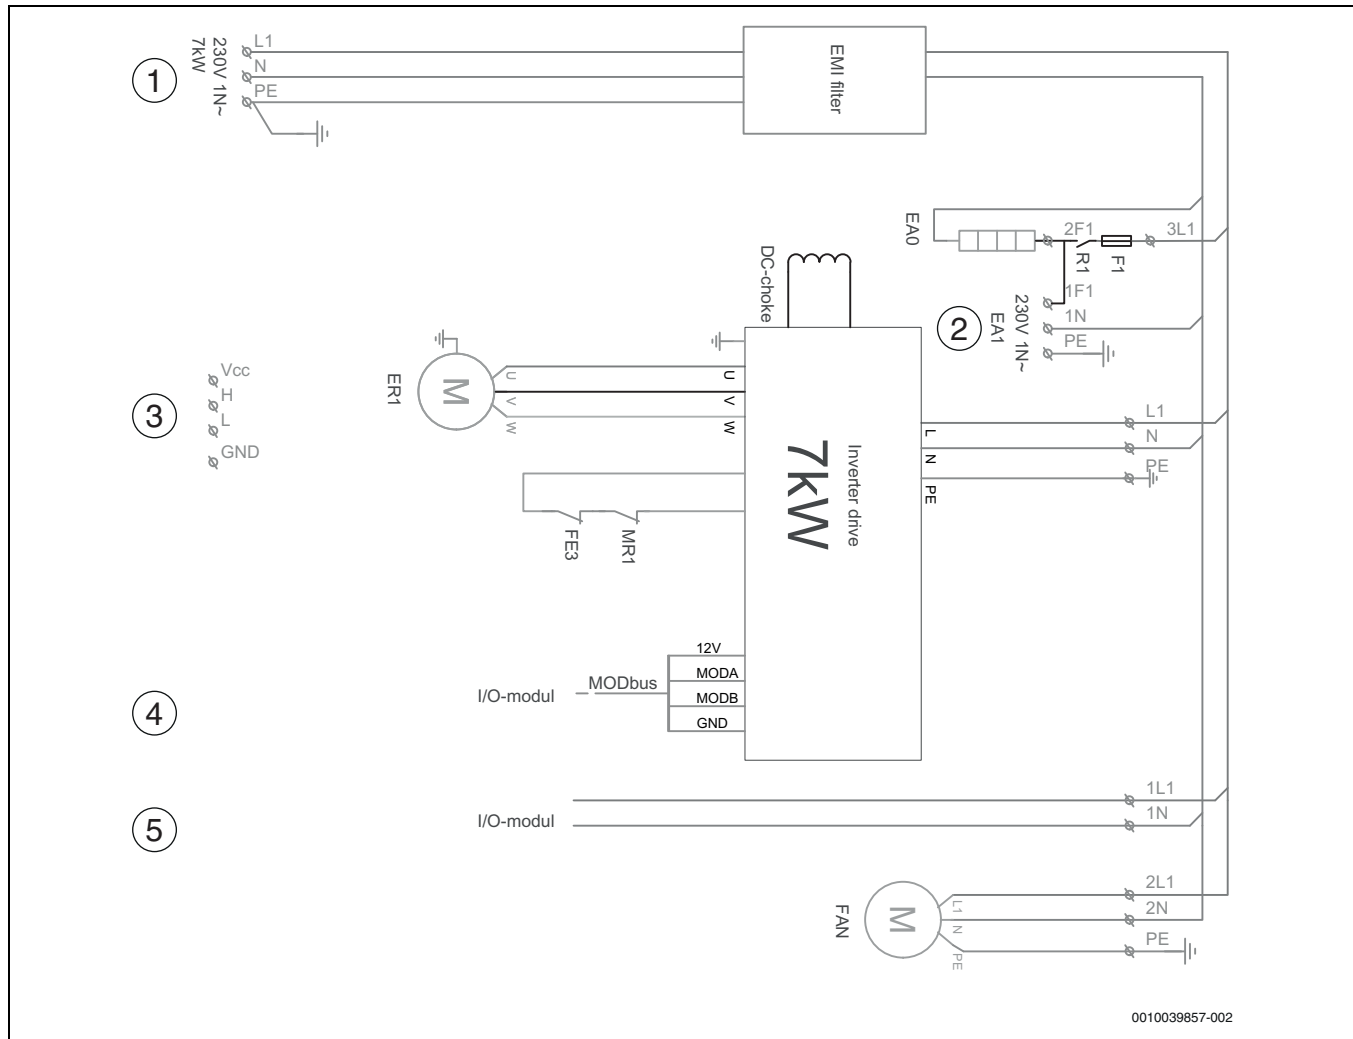 1
230V 1N~
7kW
L1
N
PE
EMI filter
EA0
2F1
R1
F1
3L1
1F1
1N
PE
2
230V 1N~
EA1
DC-choke
3
Vcc
H
L
GND
ER1
M
U
V
W
U
V
W
Inverter drive
7kW
L
N
PE
L1
N
PE
FE3
MR1
4
I/O-modul
MODbus
12V
MODA
MODB
GND
5
I/O-modul
1L1
1N
FAN
M
L1
N
PE
2L1
2N
PE
0010039857-002